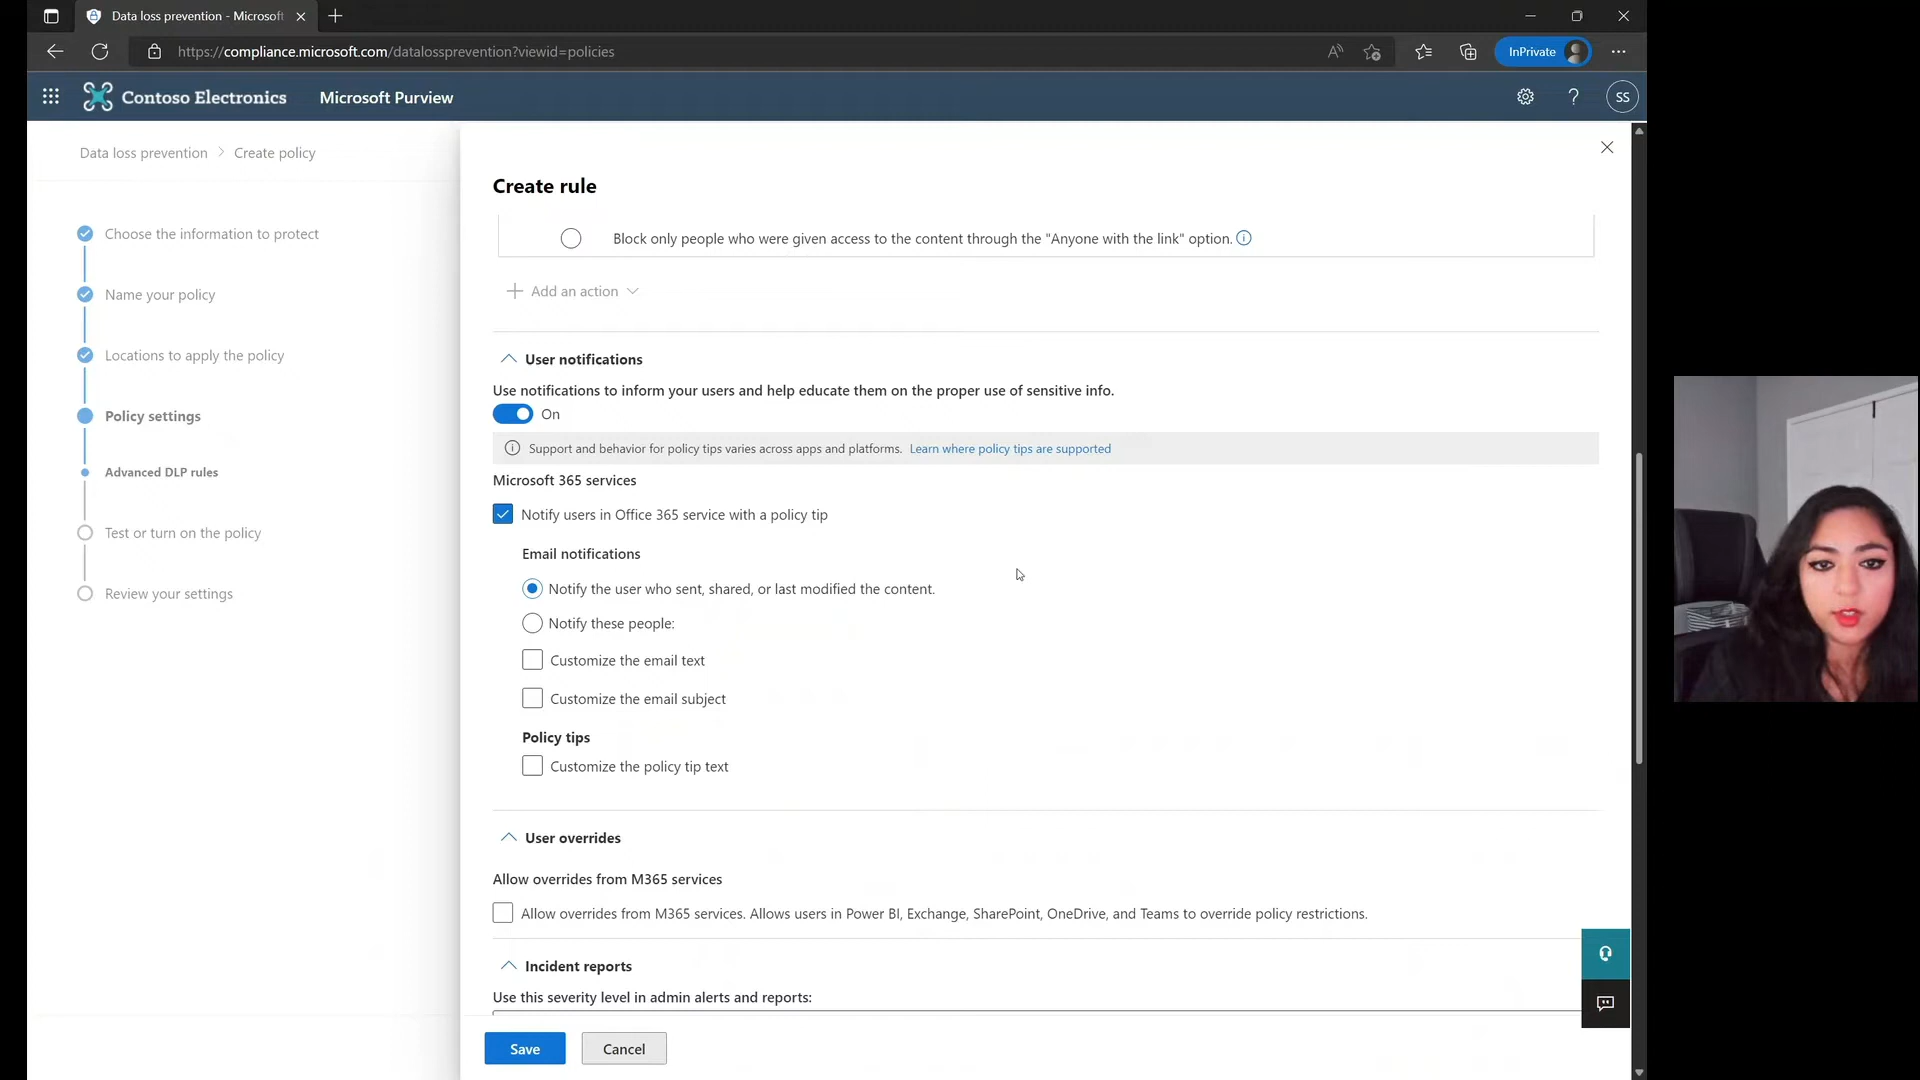 Data loss prevention - Microsoft
https://compliance.microsoft.com/datalossprevention?viewid=policies
InPrivate
Contoso Electronics
Microsoft Purview
SS
Data loss prevention > Create policy
Choose the information to protect
Name your policy
Locations to apply the policy
Policy settings
Advanced DLP rules
Test or turn on the policy
Review your settings
Create rule
Block only people who were given access to the content through the "Anyone with the link" option.
Add an action
User notifications
Use notifications to inform your users and help educate them on the proper use of sensitive info.
On
Support and behavior for policy tips varies across apps and platforms. Learn where policy tips are supported
Microsoft 365 services
Notify users in Office 365 service with a policy tip
Email notifications
Notify the user who sent, shared, or last modified the content.
Notify these people:
Customize the email text
Customize the email subject
Policy tips
Customize the policy tip text
User overrides
Allow overrides from M365 services
Allow overrides from M365 services. Allows users in Power BI, Exchange, SharePoint, OneDrive, and Teams to override policy restrictions.
Incident reports
Use this severity level in admin alerts and reports:
Save
Cancel